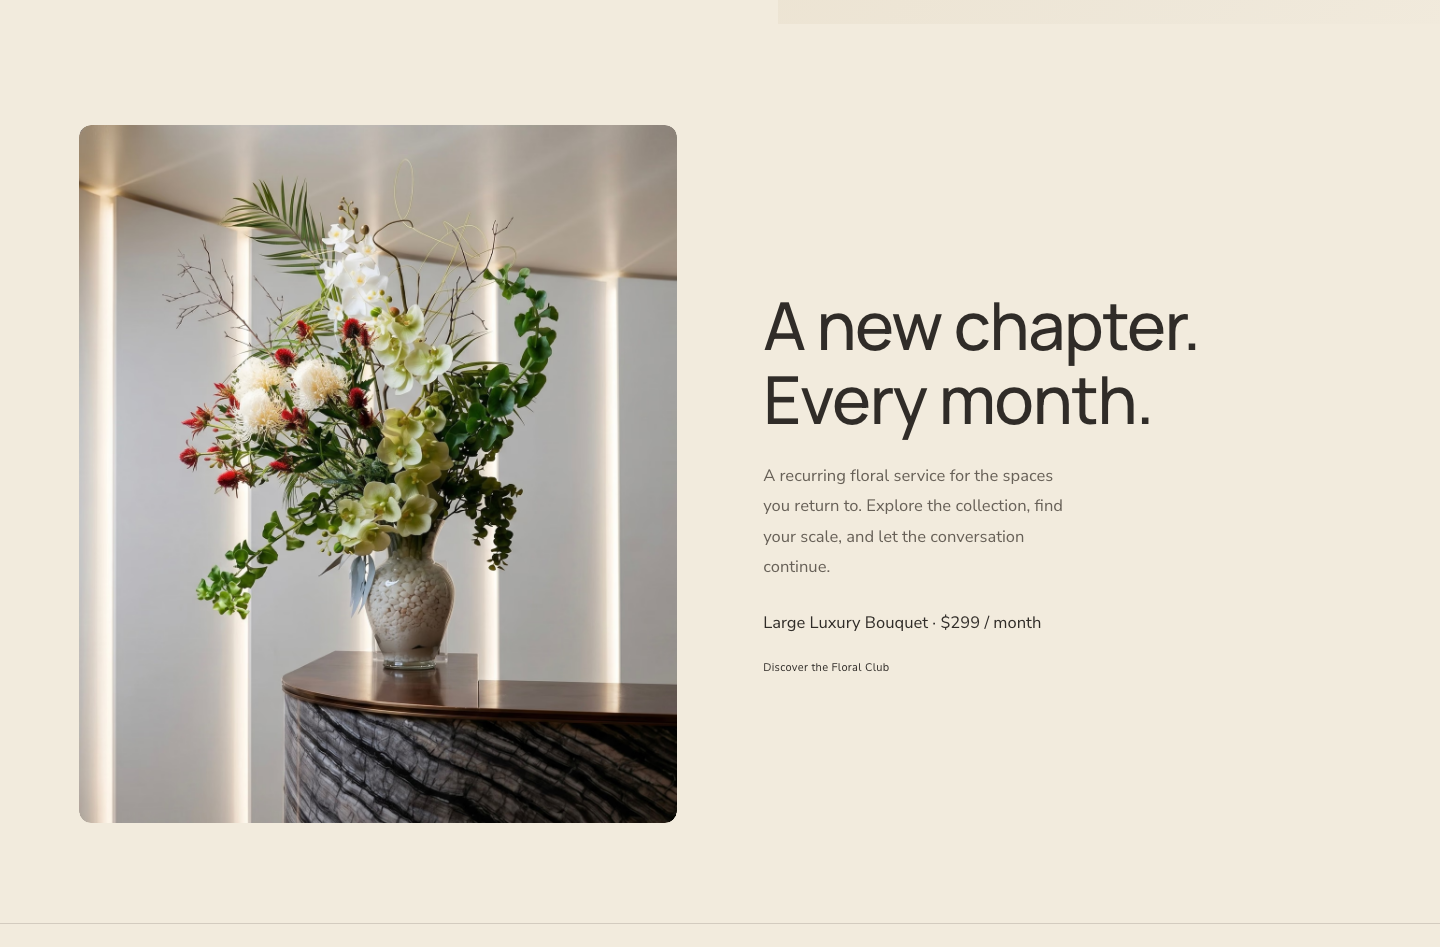 A new chapter.
Every month.
A recurring floral service for the spaces
you return to. Explore the collection, find
your scale, and let the conversation
continue.
Large Luxury Bouquet · $299 / month
Discover the Floral Club